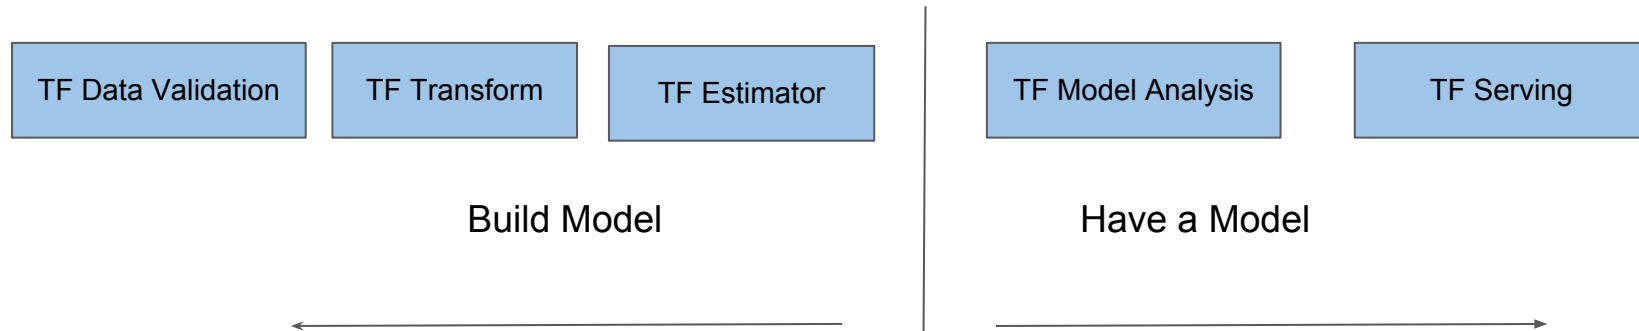 TF Data Validation
TF Transform
TF Estimator
TF Model Analysis
TF Serving
Build Model
Have a Model